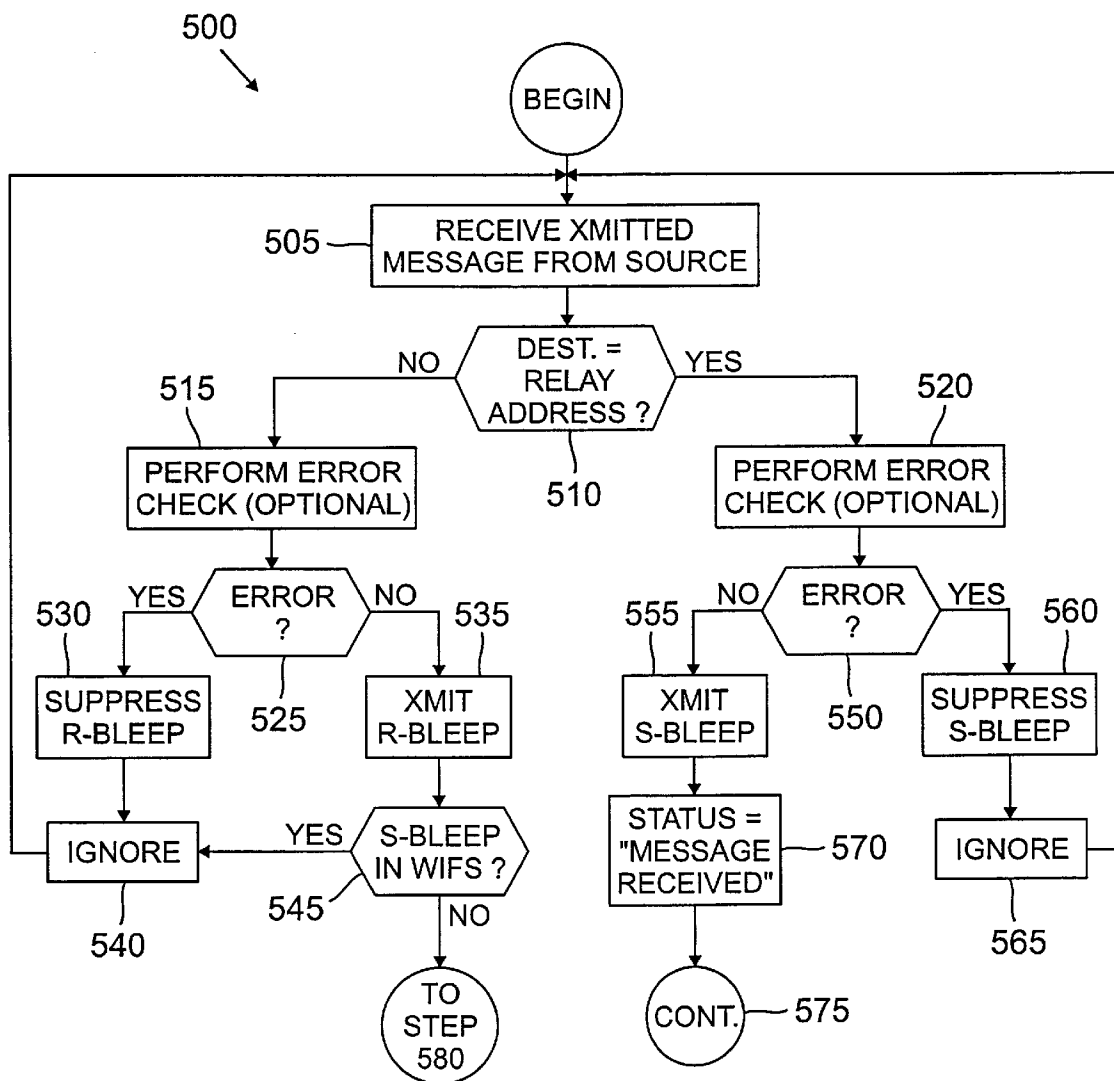 500
BEGIN
505
RECEIVE XMITTED
MESSAGE FROM SOURCE
NO
DEST. =
RELAY
ADDRESS ?
YES
510
515
PERFORM ERROR
CHECK (OPTIONAL)
520
PERFORM ERROR
CHECK (OPTIONAL)
YES
ERROR
?
NO
525
530
SUPPRESS
R-BLEEP
535
XMIT
R-BLEEP
NO
ERROR
?
YES
550
555
XMIT
S-BLEEP
560
SUPPRESS
S-BLEEP
IGNORE
540
YES
S-BLEEP
IN WIFS ?
545
NO
STATUS =
"MESSAGE
RECEIVED"
570
IGNORE
565
TO
STEP
580
CONT.
575